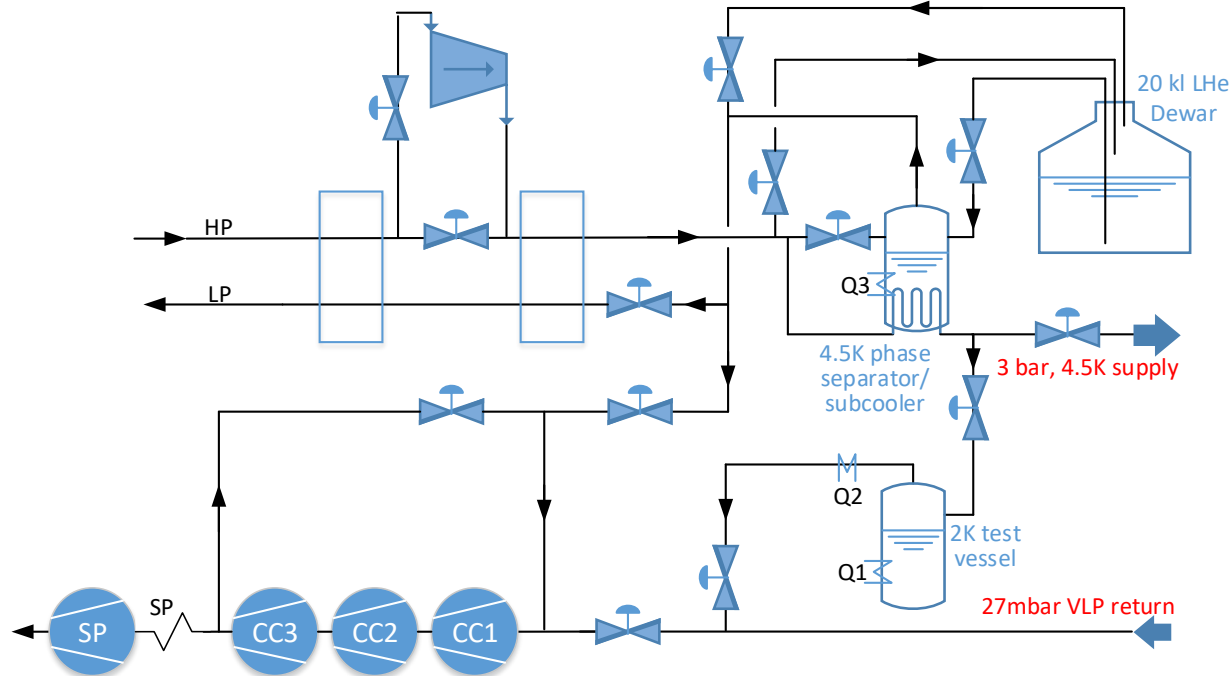 20 kl LHe
Dewar
HP
LP
Q3
4.5K phase
separator/
subcooler
3 bar, 4.5K supply
Q2
2K test
vessel
Q1
27mbar VLP return
SP
SP
CC3
CC2
CC1